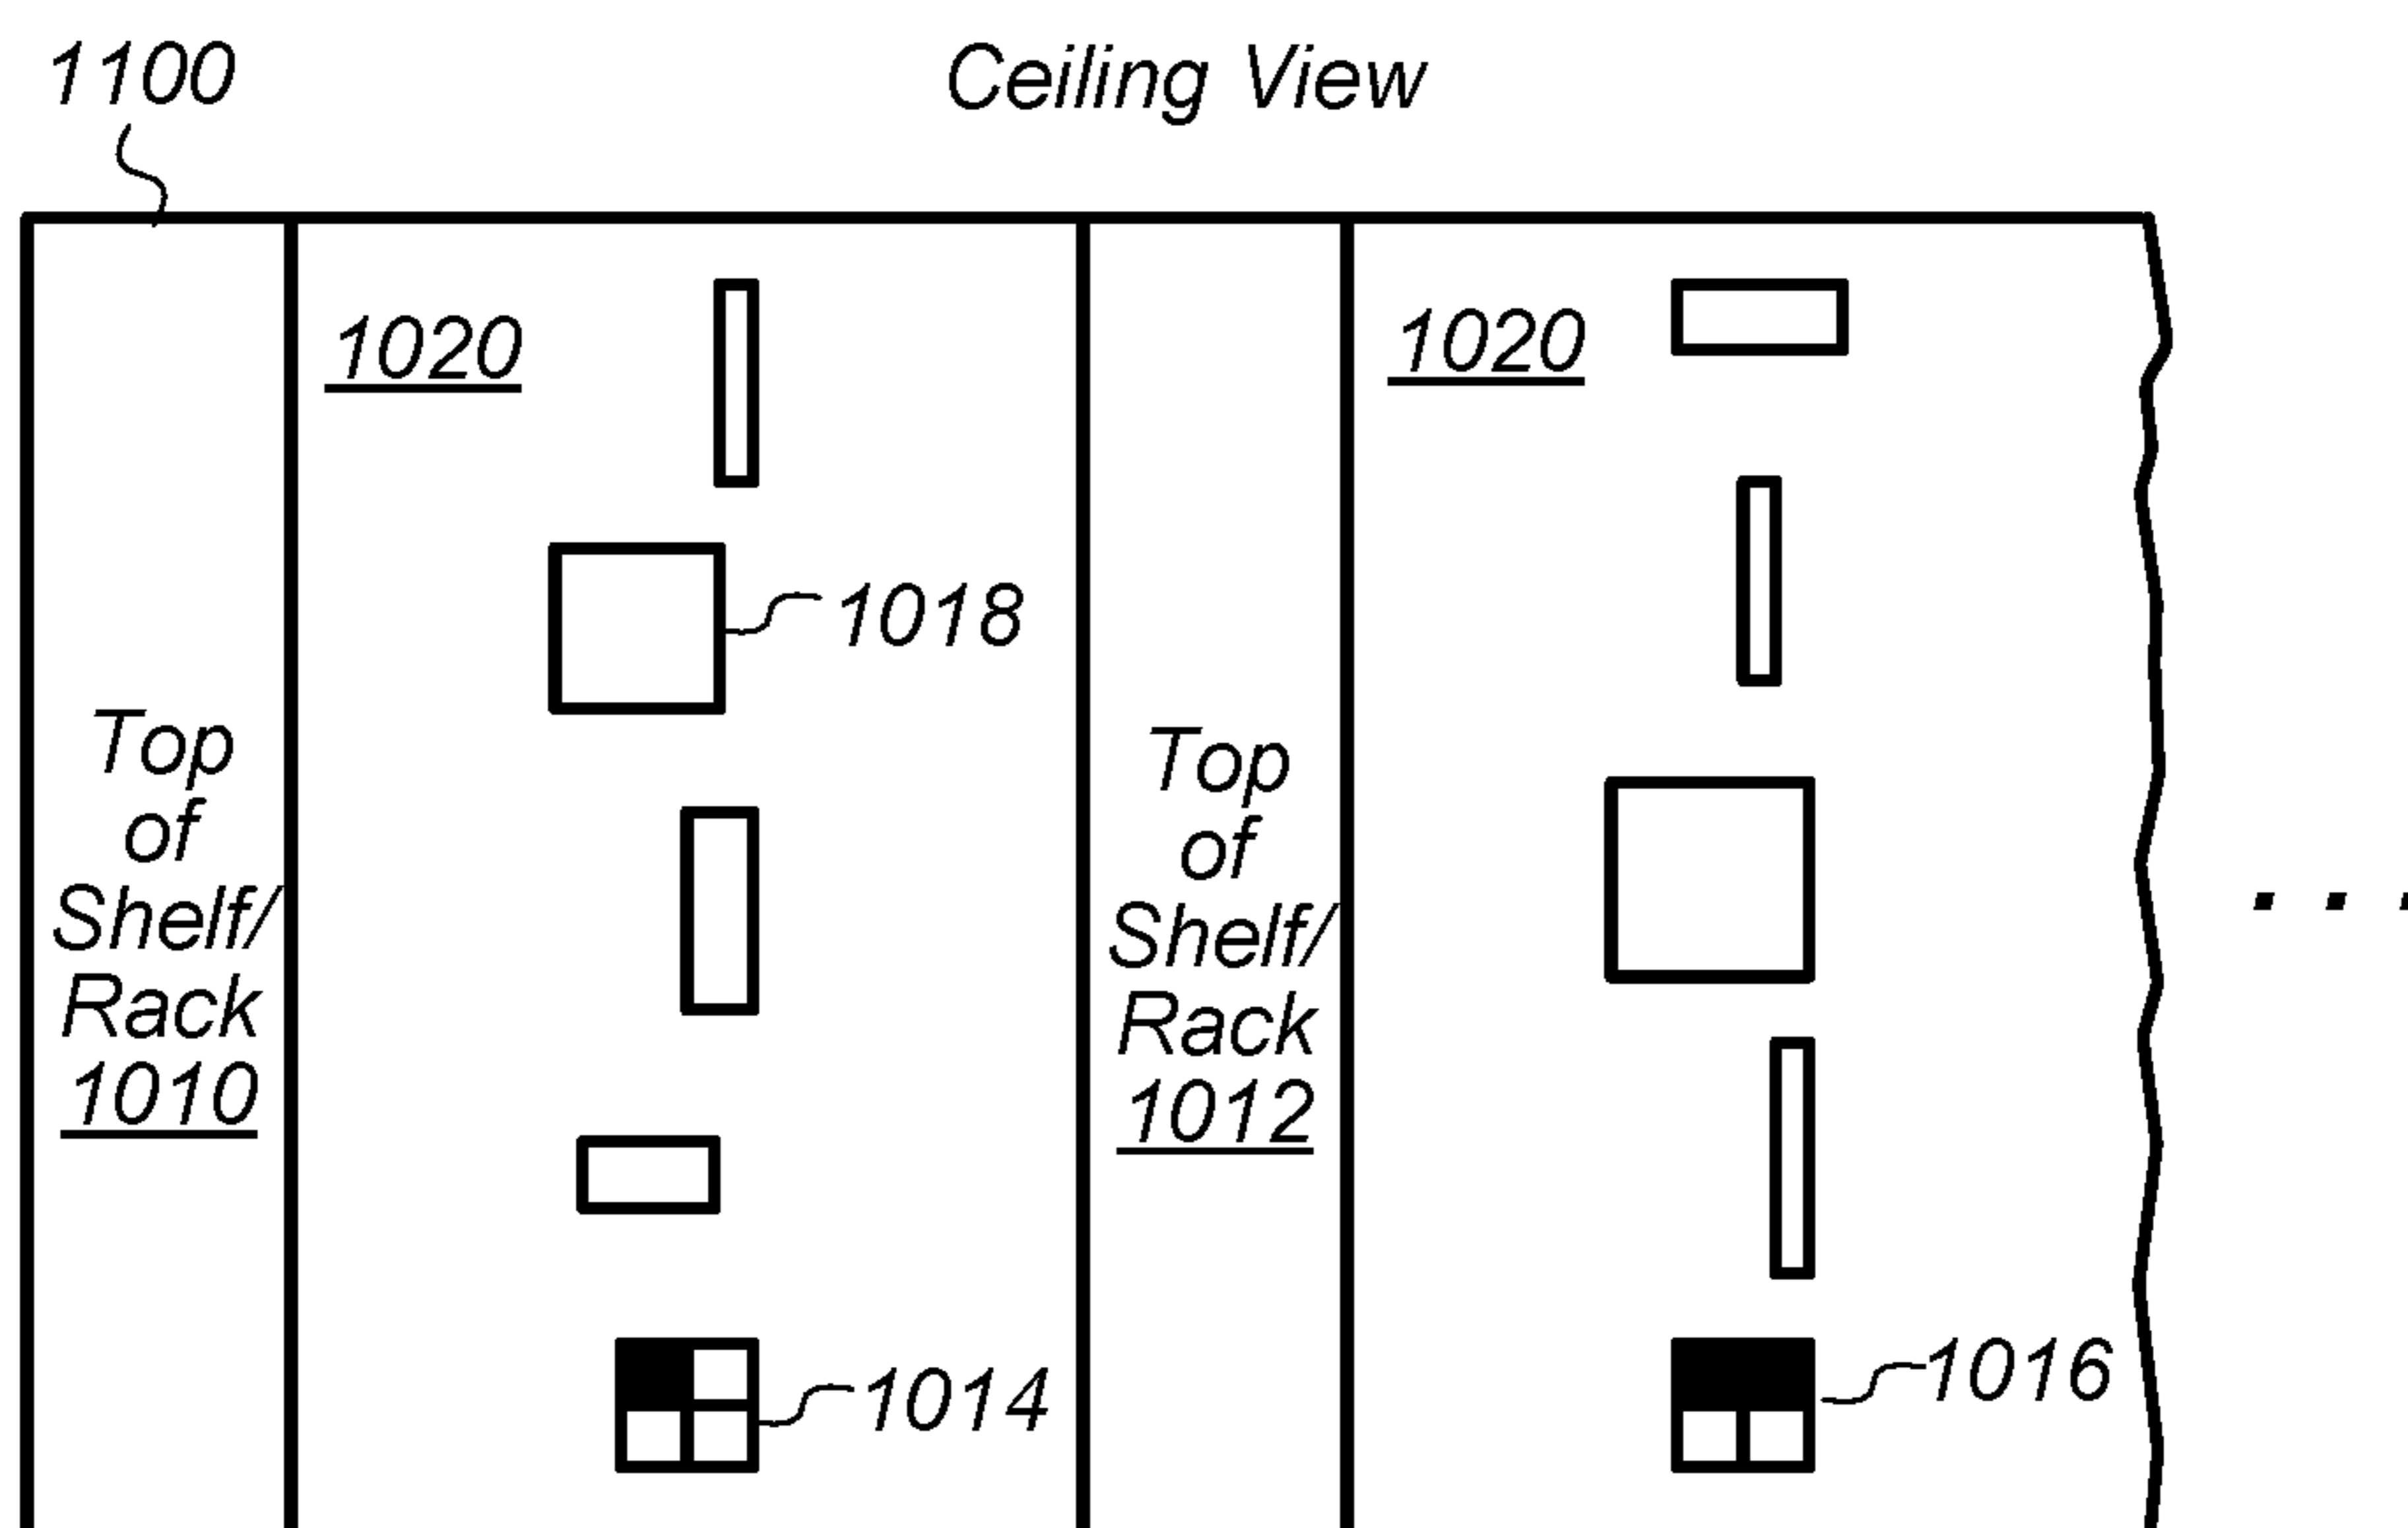 1100
Ceiling View
1020
1020
1018
Top
of
Shelf/
Rack
1010
Top
of
Shelf/
Rack
1012
1014
1016
. . .